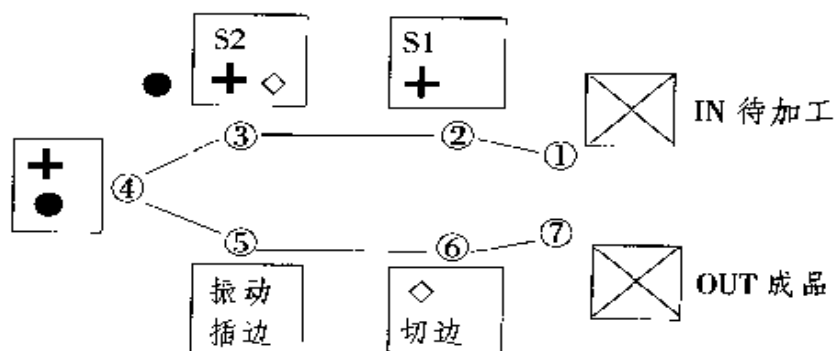 S2
S1
IN 待加工
③
②
①
④
⑤
⑥
⑦
振动
插边
切边
OUT 成品